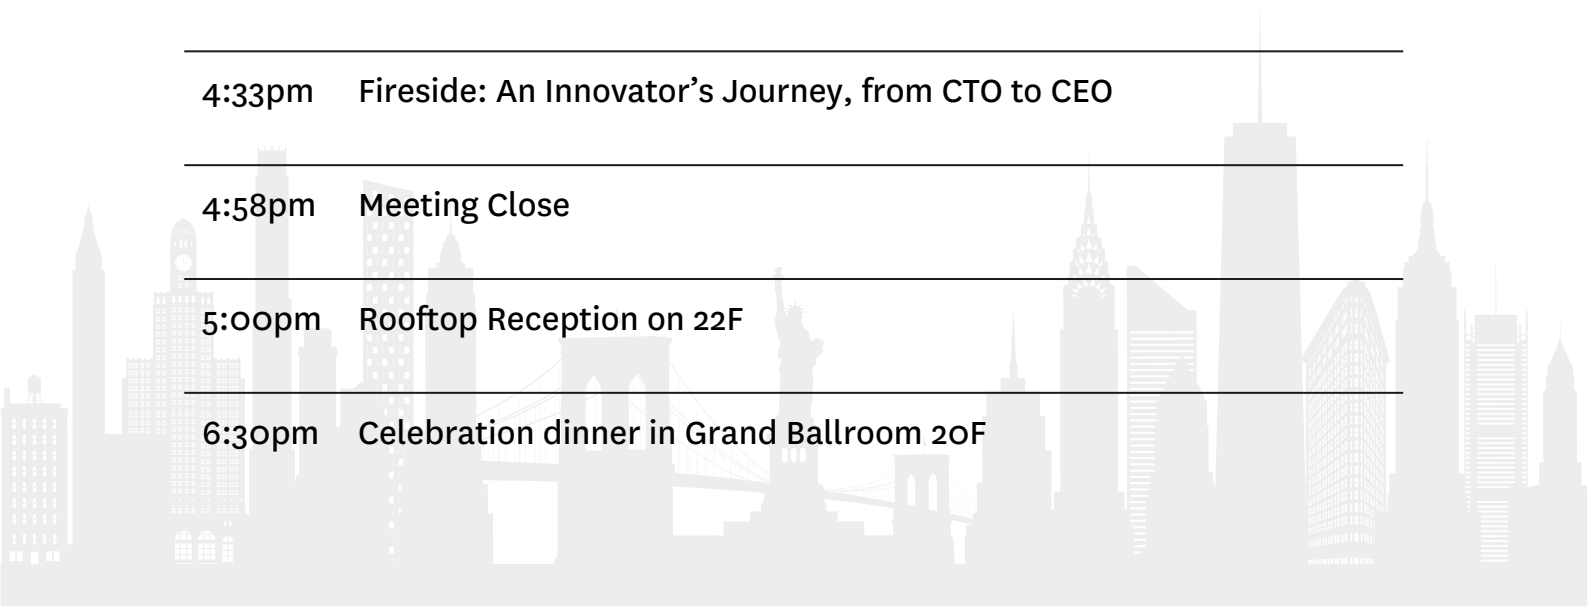 4:33pm Fireside: An Innovator’s Journey, from CTO to CEO
4:58pm Meeting Close
5:00pm Rooftop Reception on 22F
6:30pm Celebration dinner in Grand Ballroom 20F